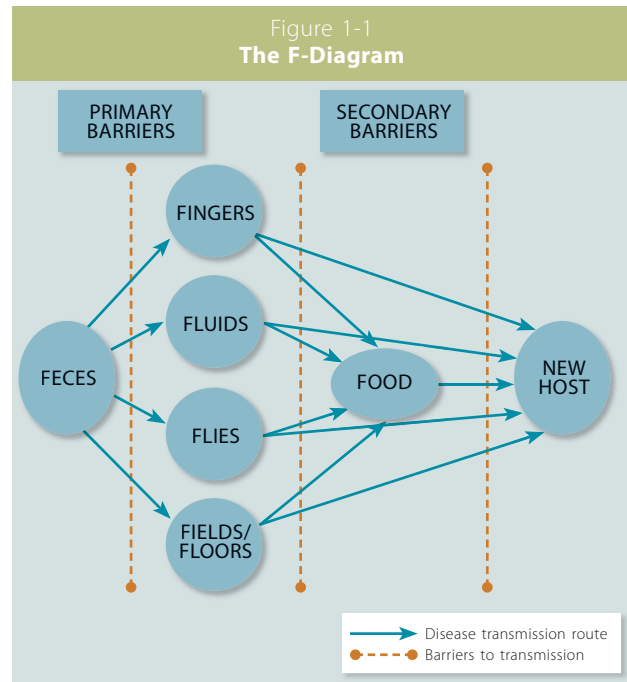 Figure 1-1
The F-Diagram
PRIMARY
BARRIERS
SECONDARY
BARRIERS
FINGERS
FLUIDS
FECES
FOOD
NEW
HOST
FLIES
FIELDS/
FLOORS
Disease transmission route
Barriers to transmission